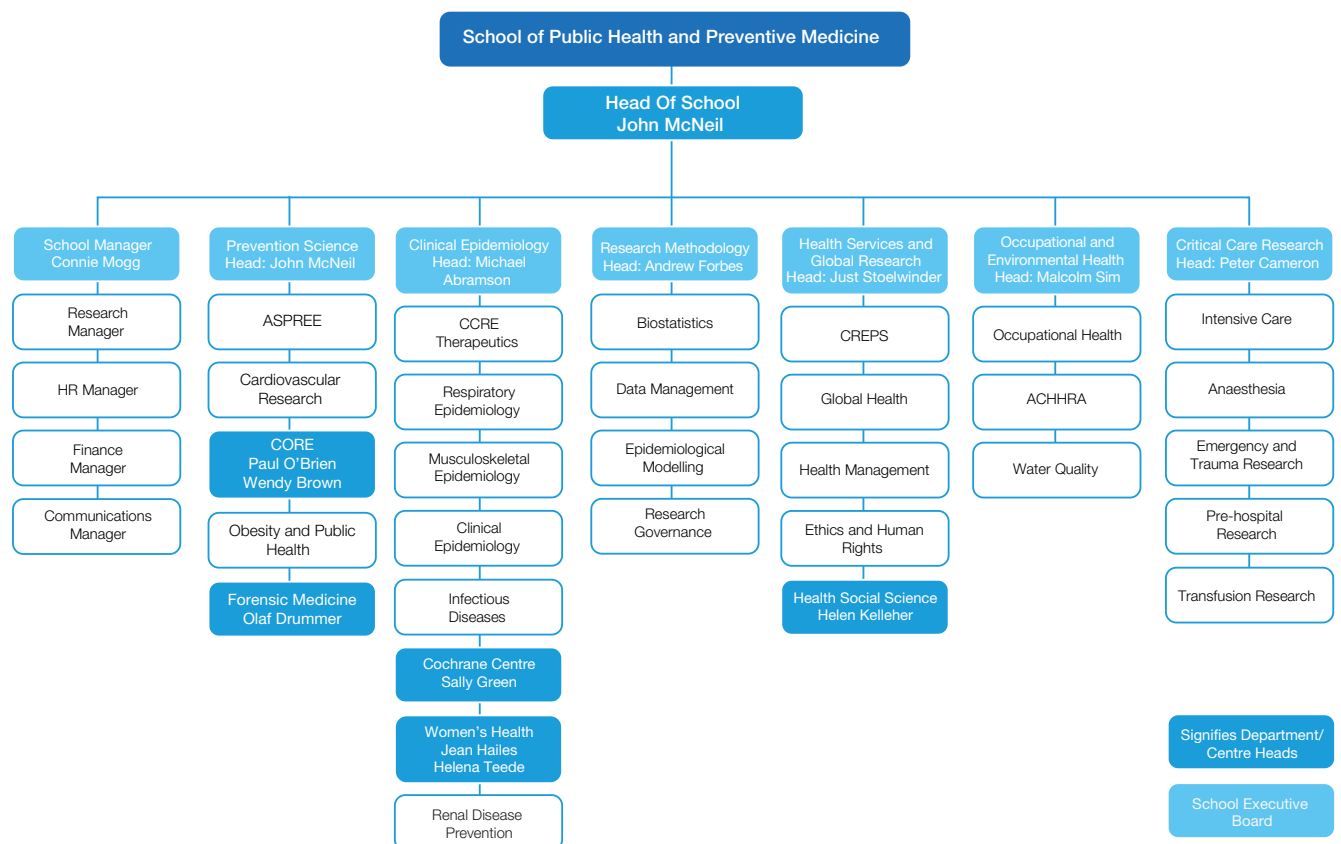 School of Public Health and Preventive Medicine
Head Of School
John McNeil
School Manager
Connie Mogg
Research
Manager
HR Manager
Finance
Manager
Communications
Manager
Prevention Science
Head: John McNeil
ASPREE
Cardiovascular
Research
CORE
Paul O’Brien
Wendy Brown
Obesity and Public
Health
Forensic Medicine
Olaf Drummer
Clinical Epidemiology
Head: Michael
Abramson
CCRE
Therapeutics
Respiratory
Epidemiology
Musculoskeletal
Epidemiology
Clinical
Epidemiology
Infectious
Diseases
Cochrane Centre
Sally Green
Women’s Health
Jean Hailes
Helena Teede
Renal Disease
Prevention
Research Methodology
Head: Andrew Forbes
Biostatistics
Data Management
Epidemiological
Modelling
Research
Governance
Health Services and
Global Research
Head: Just Stoelwinder
CREPS
Global Health
Health Management
Ethics and Human
Rights
Health Social Science
Helen Kelleher
Occupational and
Environmental Health
Head: Malcolm Sim
Occupational Health
ACHHRA
Water Quality
Critical Care Research
Head: Peter Cameron
Intensive Care
Anaesthesia
Emergency and
Trauma Research
Pre-hospital
Research
Transfusion Research
Signifies Department/
Centre Heads
School Executive
Board